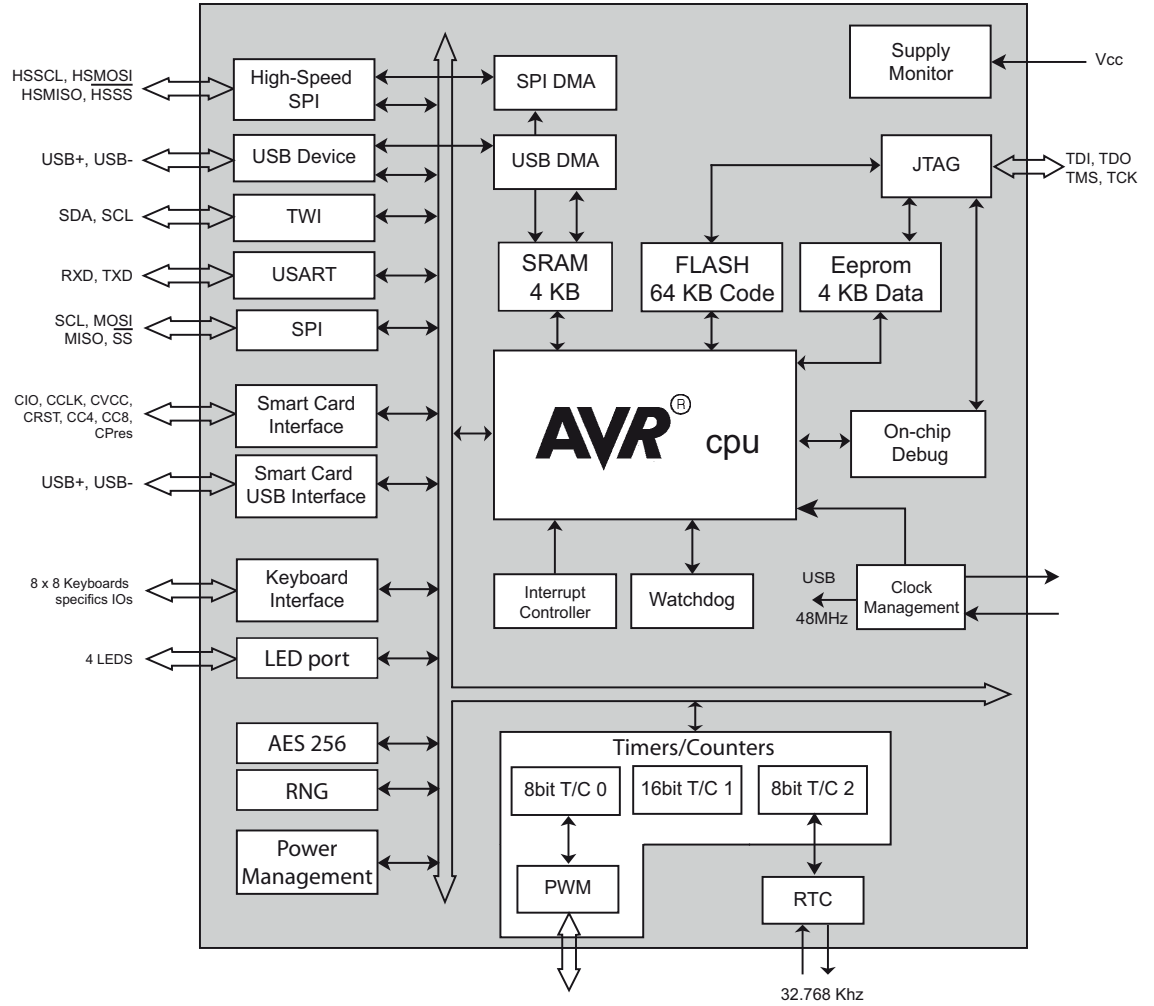 HSSCL, HSMOSI
HSMISO, HSSS
High-Speed
SPI
SPI DMA
Supply
Monitor
Vcc
USB+, USB-
USB Device
USB DMA
JTAG
TDI, TDO
TMS, TCK
SDA, SCL
TWI
RXD, TXD
USART
SRAM
4 KB
FLASH
64 KB Code
Eeprom
4 KB Data
SCL, MOSI
MISO, SS
SPI
CIO, CCLK, CVCC,
CRST, CC4, CC8,
CPres
Smart Card
Interface
AVR® cpu
On-chip
Debug
USB+, USB-
Smart Card
USB Interface
8 x 8 Keyboards
specifics IOs
Keyboard
Interface
Interrupt
Controller
Watchdog
USB
48MHz
Clock
Management
4 LEDS
LED port
AES 256
RNG
Power
Management
Timers/Counters
8bit T/C 0
16bit T/C 1
8bit T/C 2
PWM
RTC
32.768 Khz